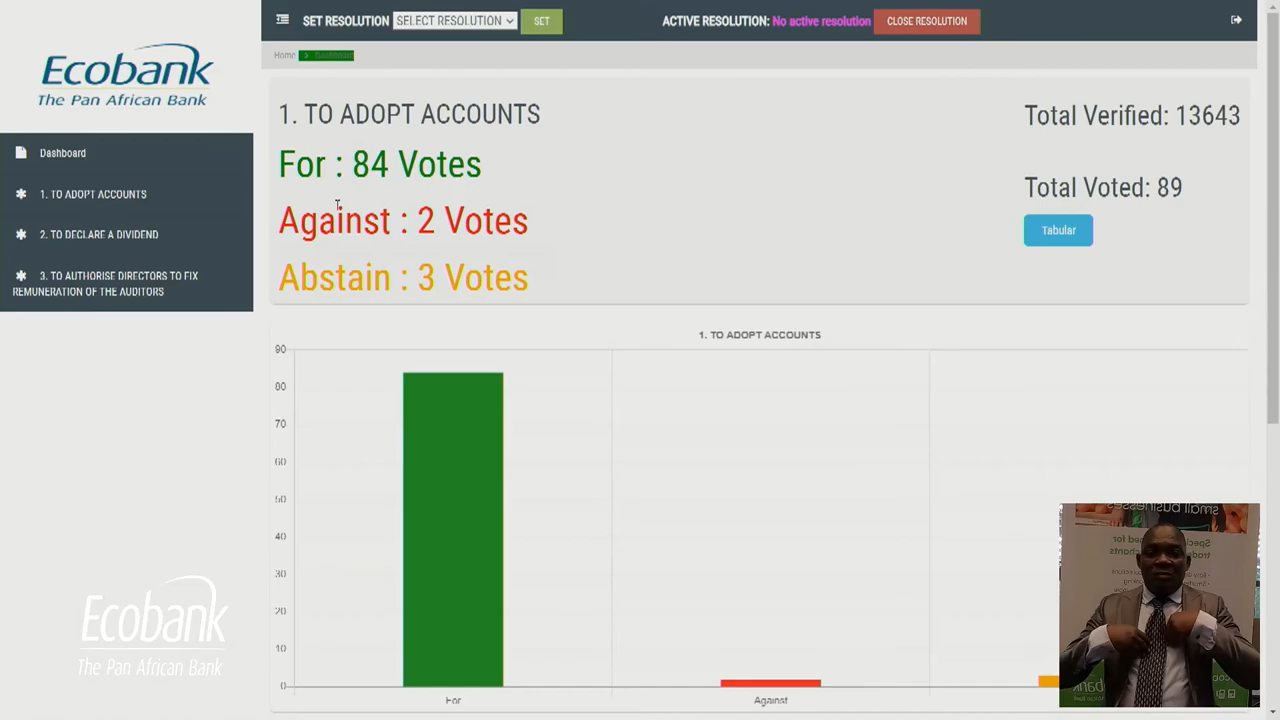 SET RESOLUTION SELECT RESOLUTION SET ACTIVE RESOLUTION: No active resolution CLOSE RESOLUTION
Home
Ecobank
The Pan African Bank
Dashboard
1. TO ADOPT ACCOUNTS
2. TO DECLARE A DIVIDEND
3. TO AUTHORISE DIRECTORS TO FIX
REMUNERATION OF THE AUDITORS
1. TO ADOPT ACCOUNTS
For : 84 Votes
Against : 2 Votes
Abstain : 3 Votes
Total Verified: 13643
Total Voted: 89
Tabular
1. TO ADOPT ACCOUNTS
90
80
70
60
50
40
30
20
10
0
For
Against
Ecobank
The Pan African Bank
small businesses